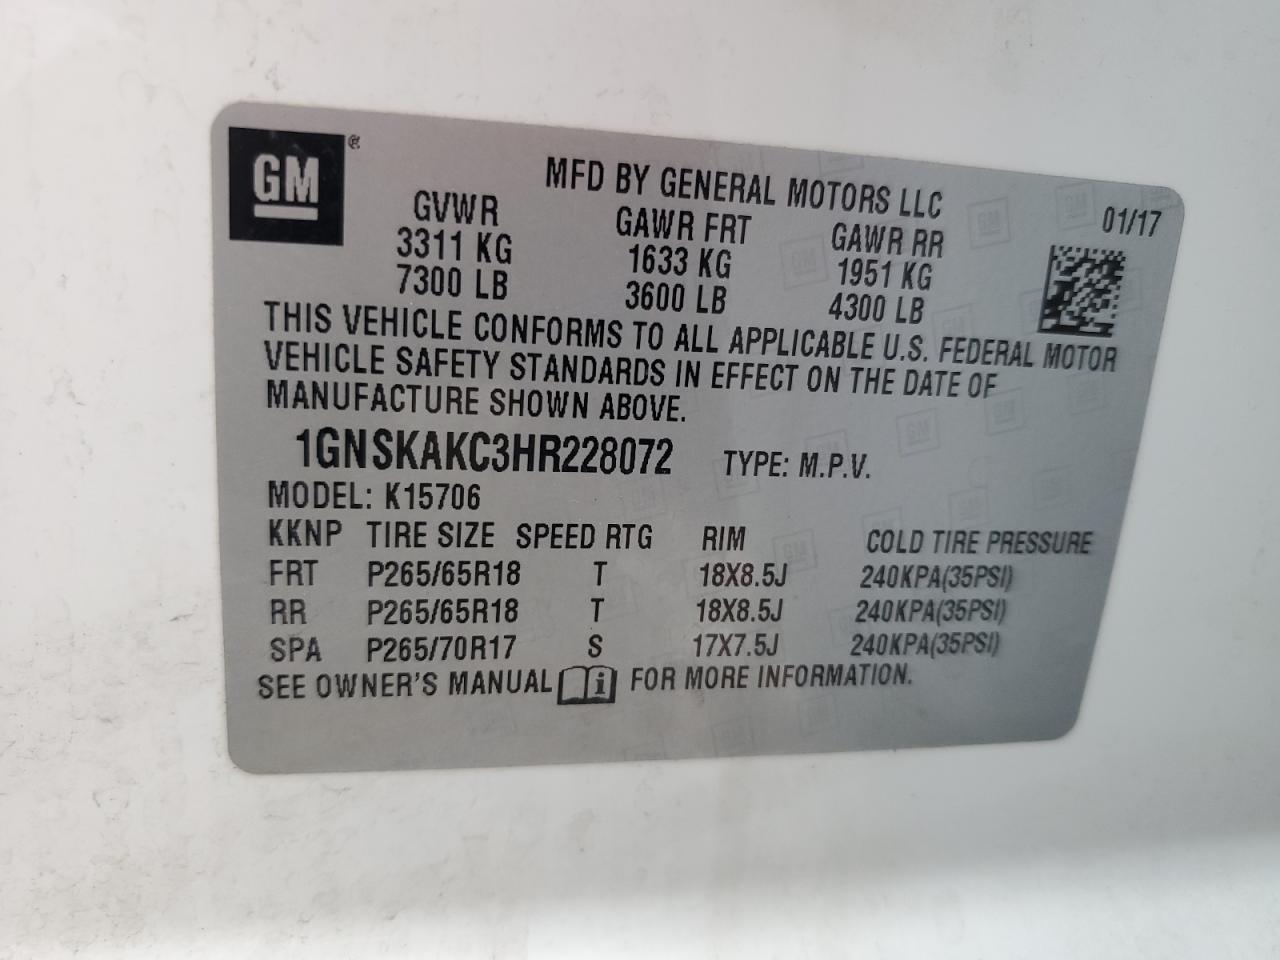 GM
MFD BY GENERAL MOTORS LLC 01/17
GVWR GAWR FRT GAWR RR
3311 KG 1633 KG 1951 KG
7300 LB 3600 LB 4300 LB
THIS VEHICLE CONFORMS TO ALL APPLICABLE U.S. FEDERAL MOTOR
VEHICLE SAFETY STANDARDS IN EFFECT ON THE DATE OF
MANUFACTURE SHOWN ABOVE.
1GNSKAKC3HR228072 TYPE: M.P.V.
MODEL: K15706
KKNP TIRE SIZE SPEED RTG RIM COLD TIRE PRESSURE
FRT P265/65R18 T 18X8.5J 240KPA(35PSI)
RR P265/65R18 T 18X8.5J 240KPA(35PSI)
SPA P265/70R17 S 17X7.5J 240KPA(35PSI)
SEE OWNER'S MANUAL i FOR MORE INFORMATION.